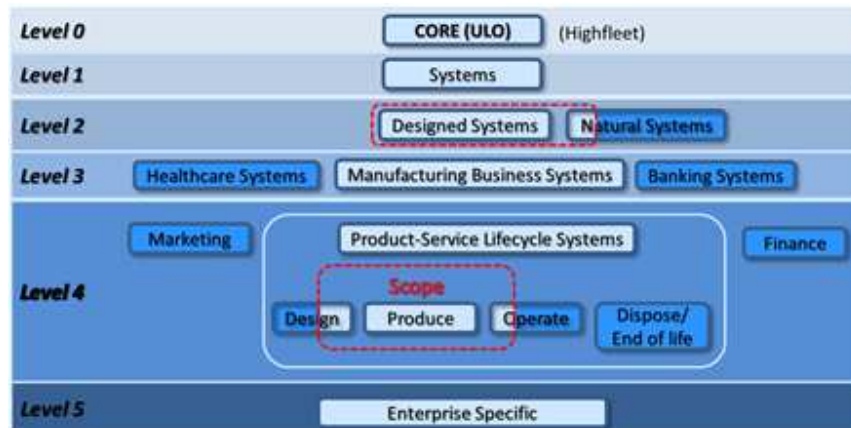 Level 0
CORE (ULO)
(Highfleet)
Level 1
Systems
Level 2
Designed Systems
Natural Systems
Level 3
Healthcare Systems
Manufacturing Business Systems
Banking Systems
Marketing
Product-Service Lifecycle Systems
Finance
Level 4
Scope
Design
Produce
Operate
Dispose/
End of life
Level 5
Enterprise Specific